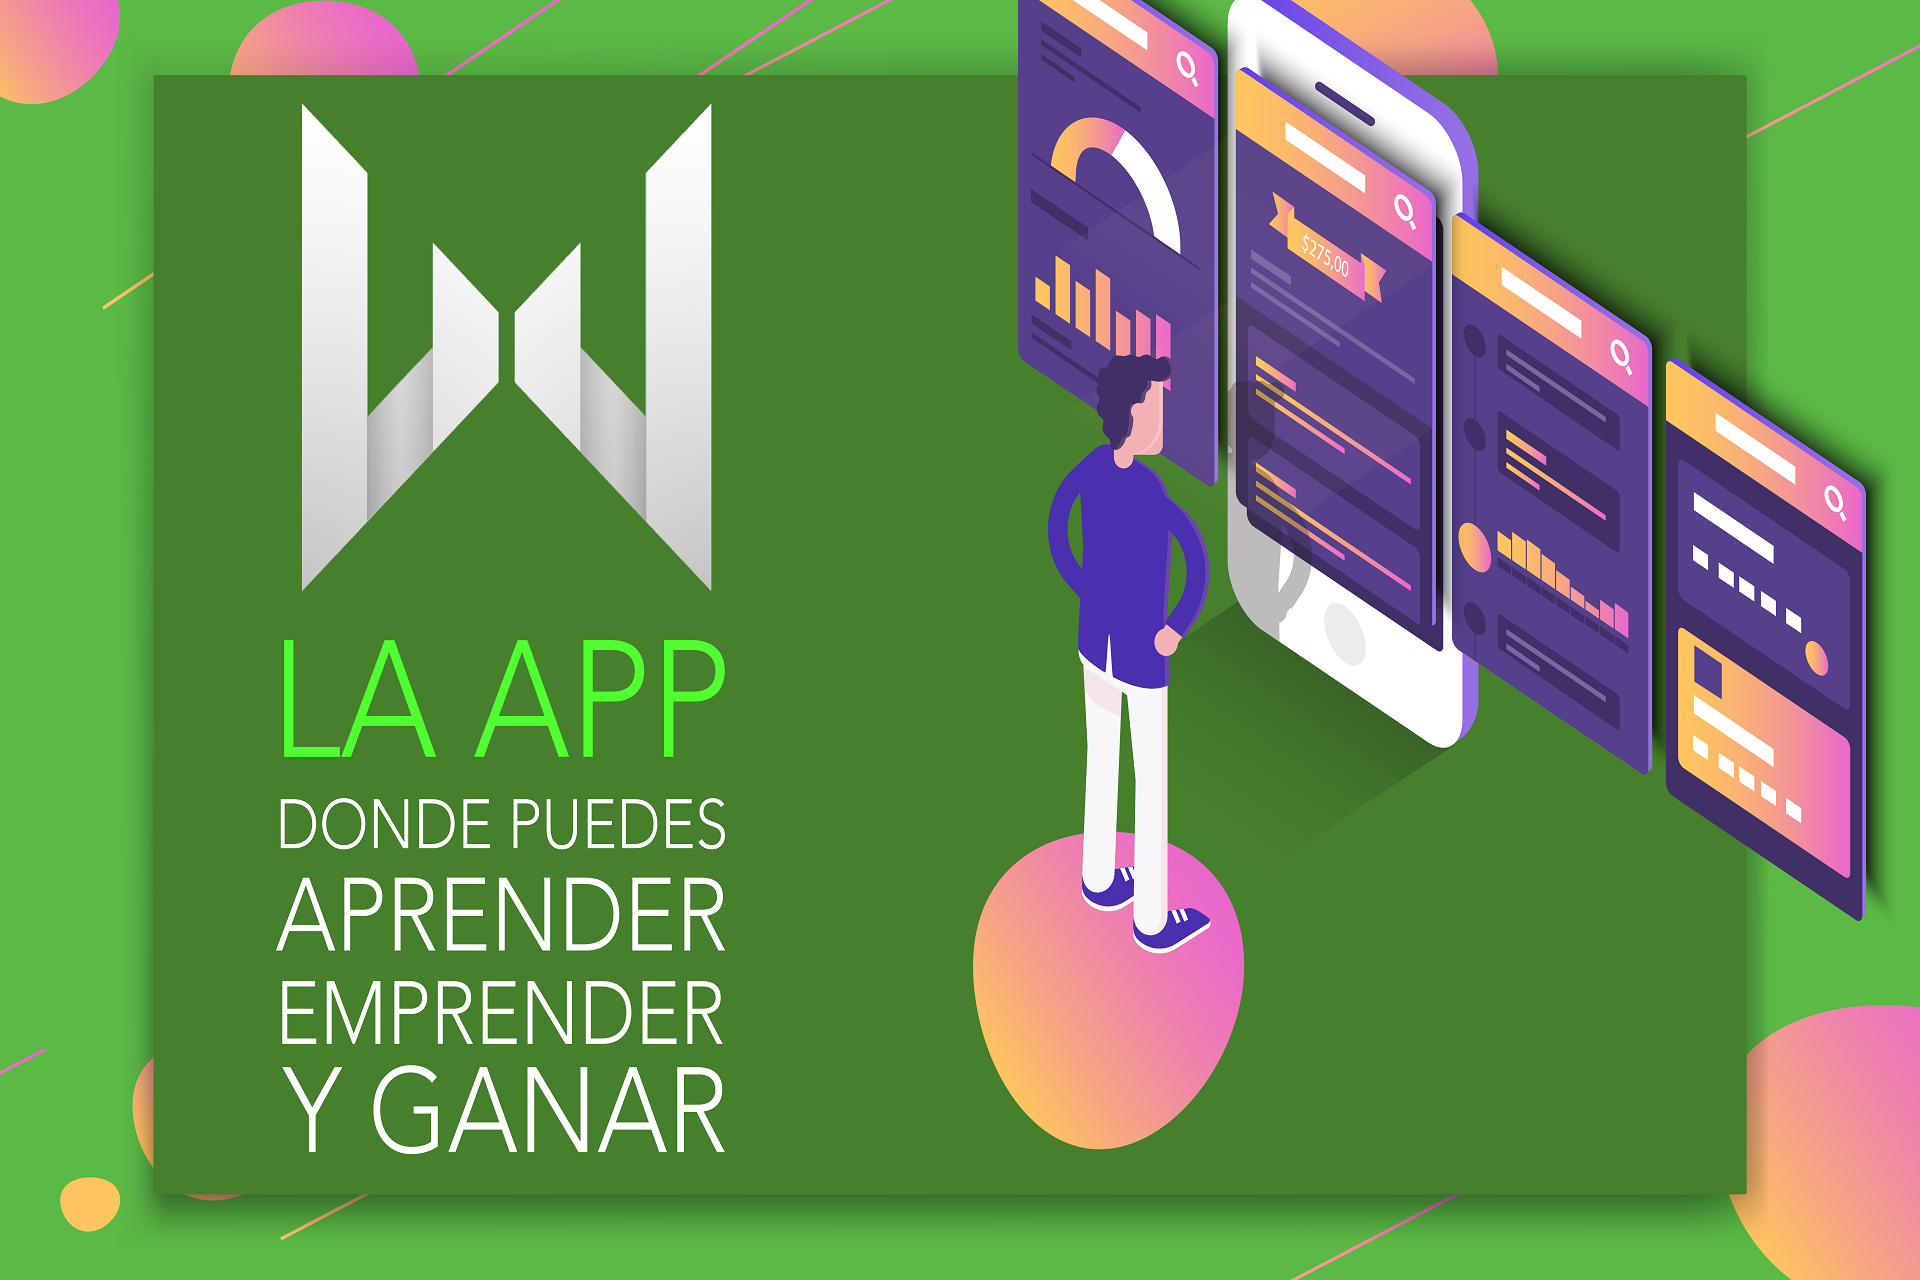 LA APP
DONDE PUEDES
APRENDER
EMPRENDER
Y GANAR
$275,00